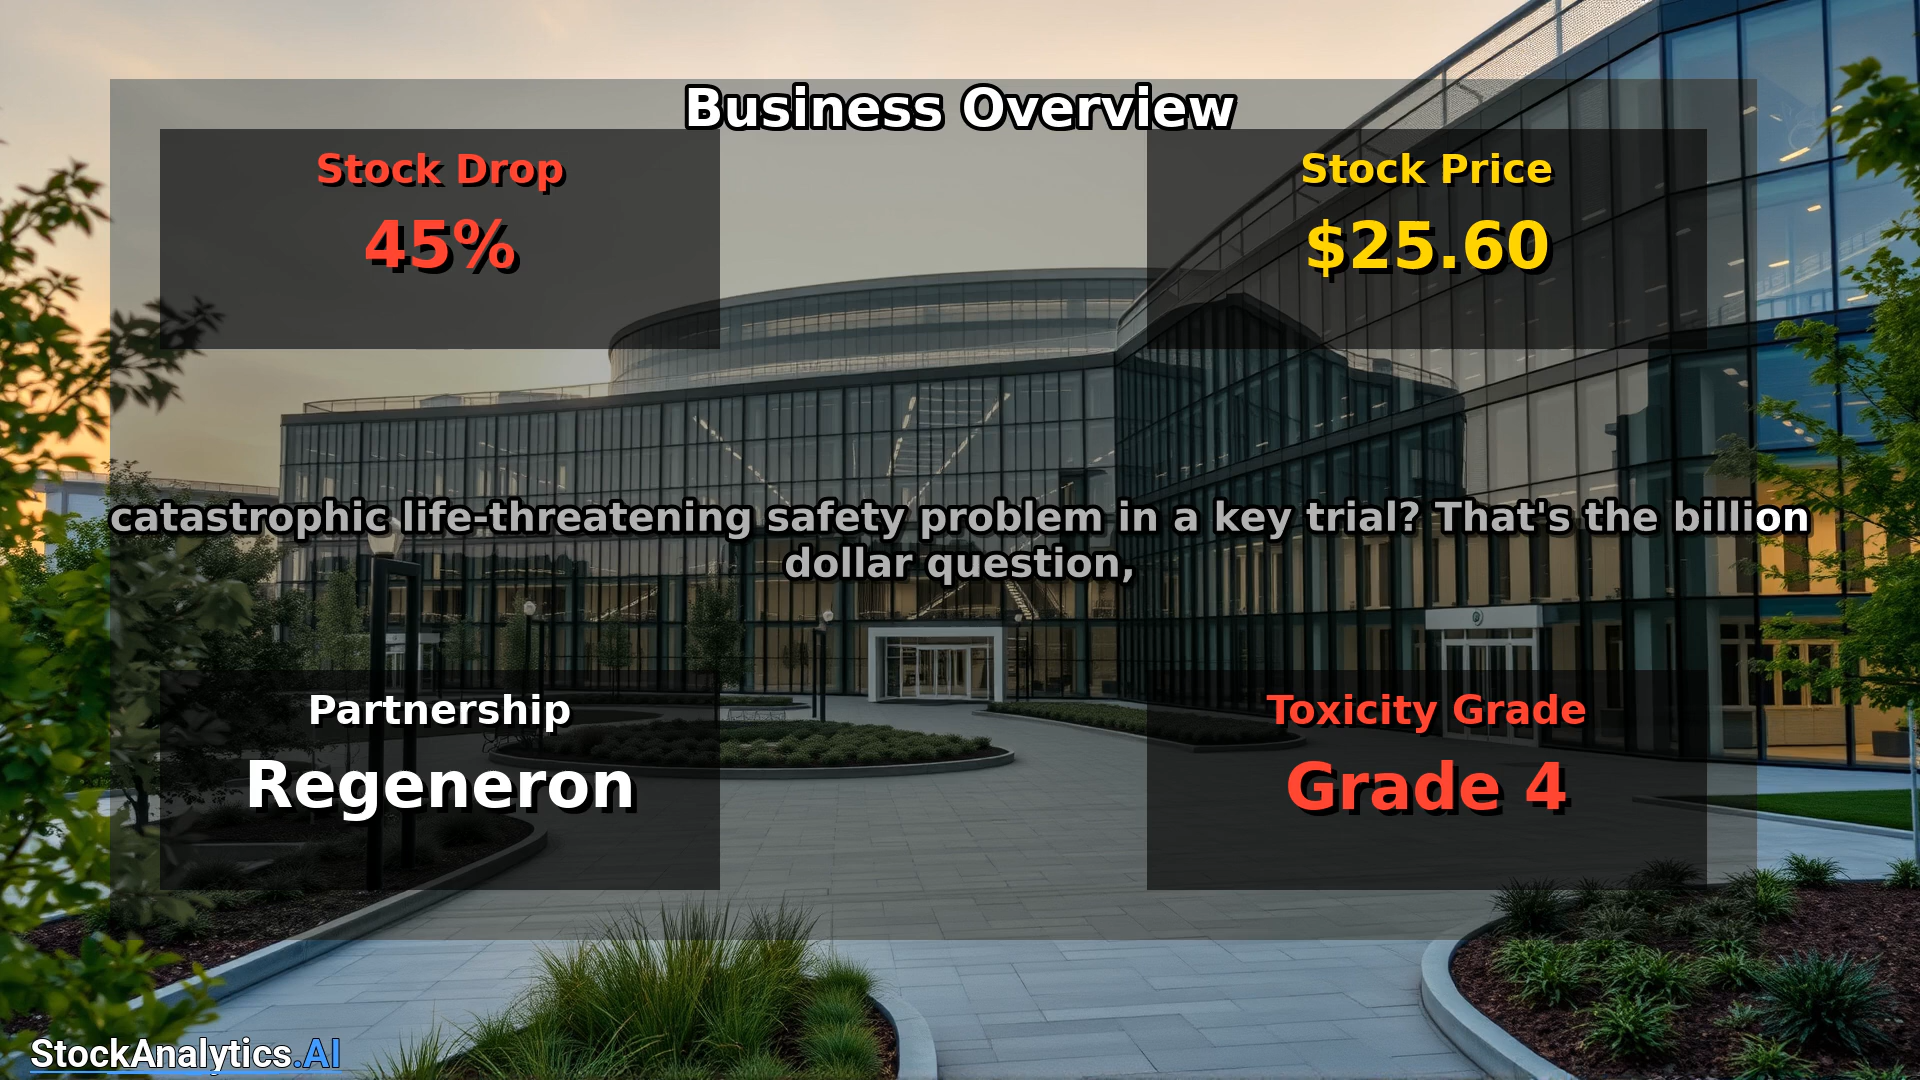 Business Overview
Stock Drop
45%
Stock Price
$25.60
catastrophic life-threatening safety problem in a key trial? That's the billion
dollar question,
Partnership
Regeneron
Toxicity Grade
Grade 4
StockAnalytics.AI